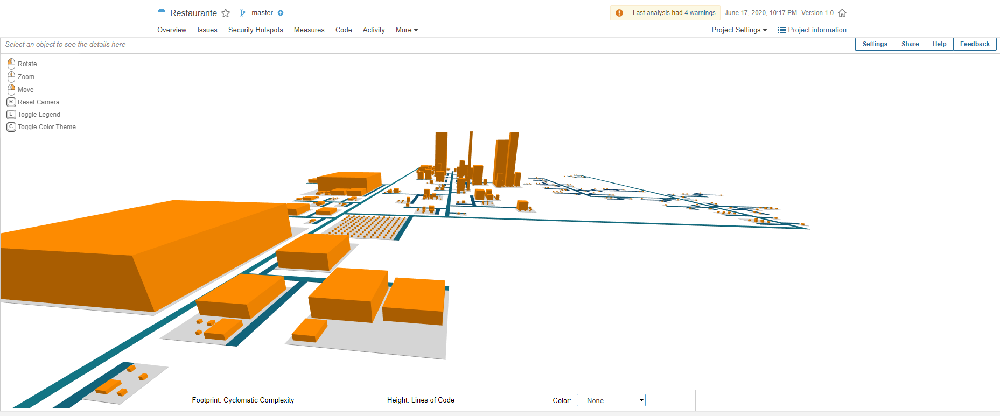 Restaurante master Last analysis had 4 warnings June 17, 2020, 10:17 PM Version 1.0
Overview Issues Security Hotspots Measures Code Activity More Project Settings Project information
Select an object to see the details here Settings Share Help Feedback
Rotate
Zoom
Move
R Reset Camera
L Toggle Legend
C Toggle Color Theme
Footprint: Cyclomatic Complexity Height: Lines of Code Color: -- None --